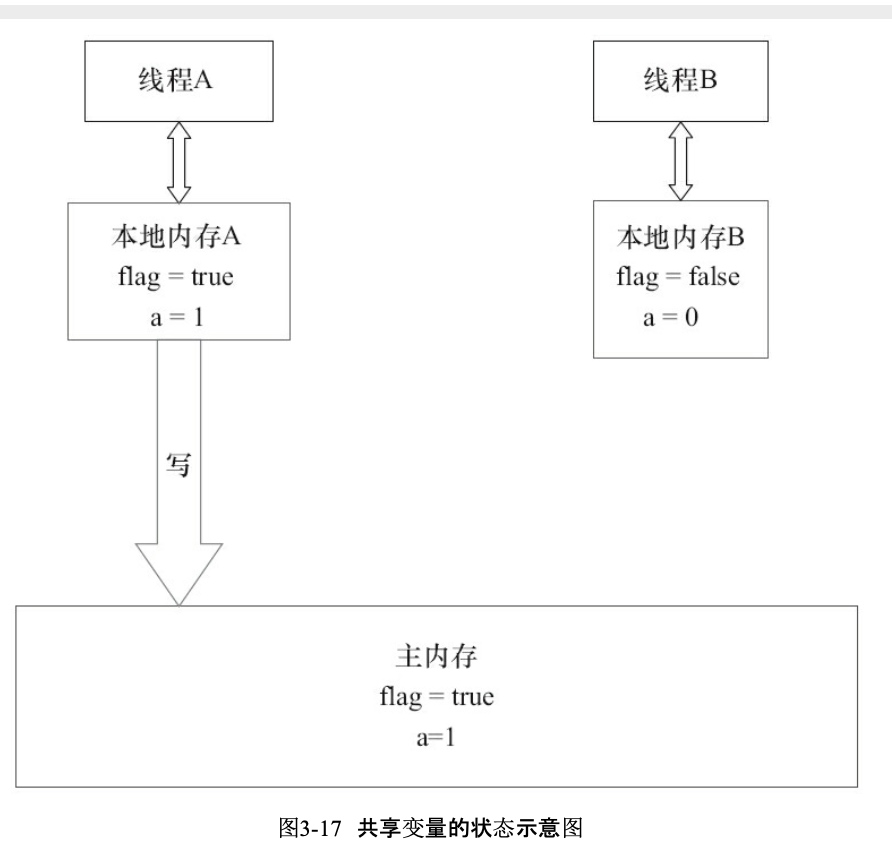 线程A
线程B
本地内存A
flag = true
a = 1
本地内存B
flag = false
a = 0
写
主内存
flag = true
a=1
图3-17 共享变量的状态示意图